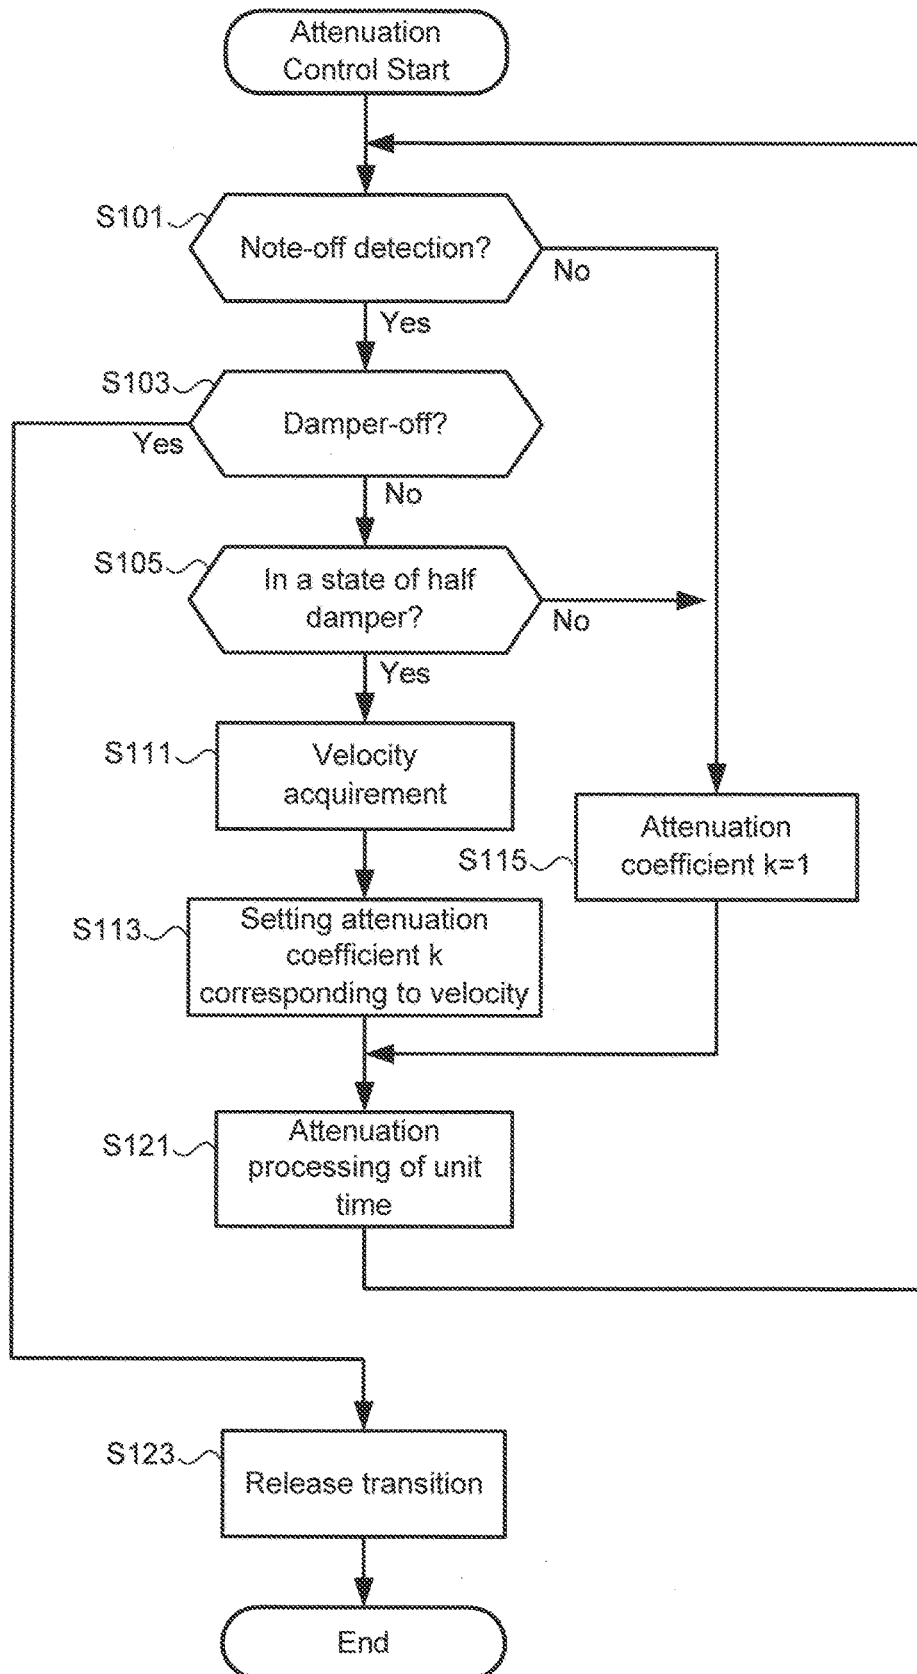 Attenuation
Control Start
S101
Note-off detection?
No
Yes
S103
Damper-off?
Yes
No
S105
In a state of half
damper?
No
Yes
S111
Velocity
acquirement
Attenuation
coefficient k=1
S115
S113
Setting attenuation
coefficient k
corresponding to velocity
S121
Attenuation
processing of unit
time
S123
Release transition
End